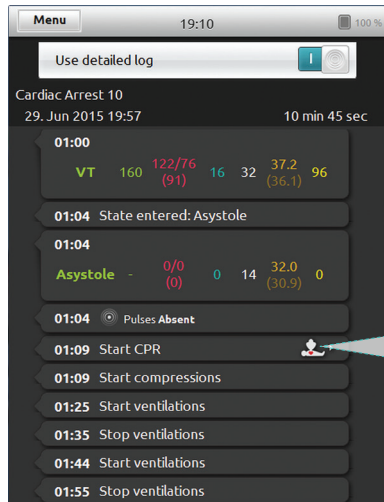 Menu 19:10 100 %
Use detailed log
Cardiac Arrest 10
29. Jun 2015 19:57 10 min 45 sec
01:00
VT 160 122/76 (91) 16 32 37.2 (36.1) 96
01:04 State entered: Asystole
01:04
Asystole - 0/0 (0) 0 14 32.0 (30.9) 0
01:04 Pulses Absent
01:09 Start CPR
01:09 Start compressions
01:25 Start ventilations
01:35 Stop ventilations
01:44 Start ventilations
01:55 Stop ventilations